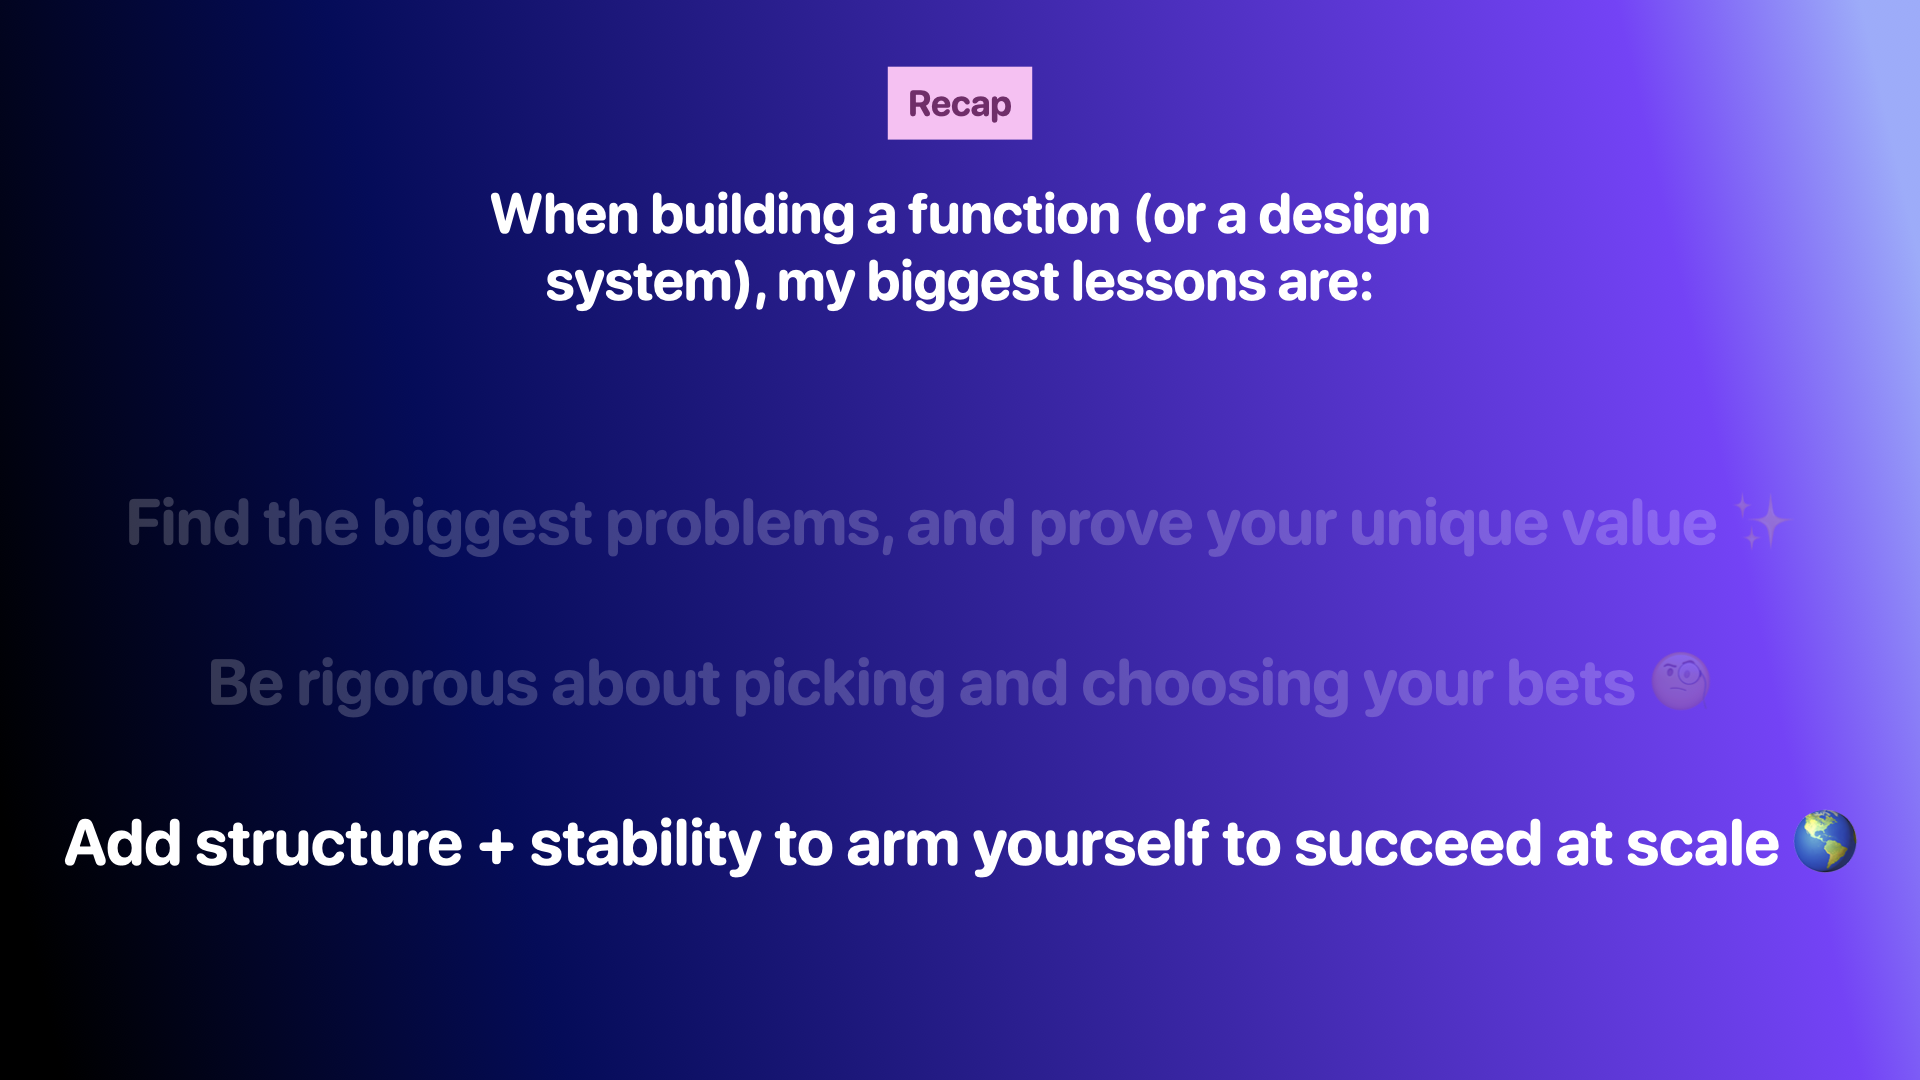 Recap
When building a function (or a design
system), my biggest lessons are:
Find the biggest problems, and prove your unique value ✨
Be rigorous about picking and choosing your bets 🧐
Add structure + stability to arm yourself to succeed at scale 🌎